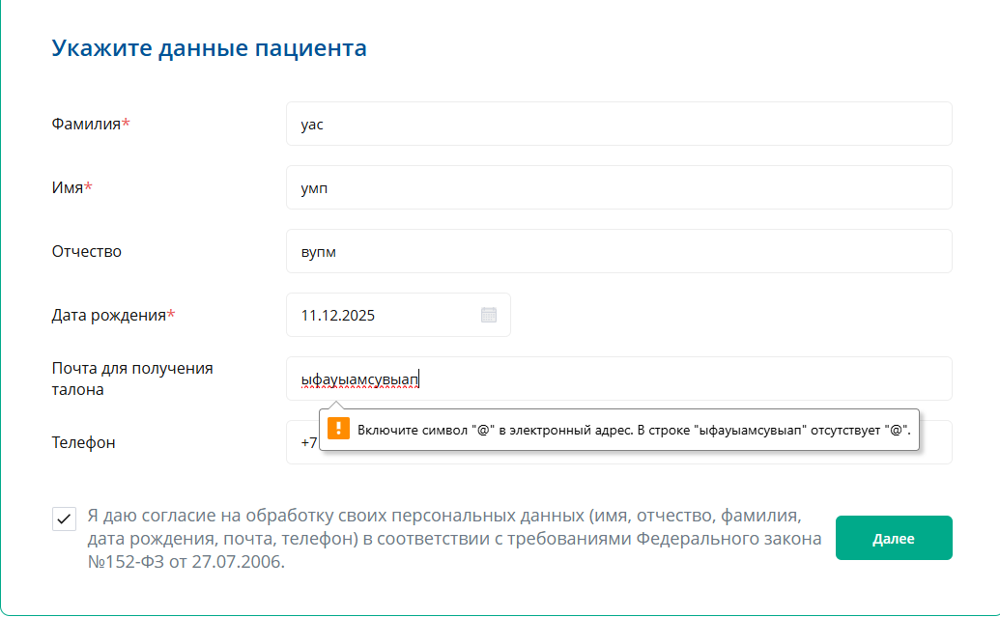 Укажите данные пациента
Фамилия* уас
Имя* умп
Отчество вупм
Дата рождения* 11.12.2025
Почта для получения
талона
ыфауыамсувыап
Включите символ "@" в электронный адрес. В строке "ыфауыамсувыап" отсутствует "@".
Телефон +7
Я даю согласие на обработку своих персональных данных (имя, отчество, фамилия,
дата рождения, почта, телефон) в соответствии с требованиями Федерального закона
№152-ФЗ от 27.07.2006.
Далее